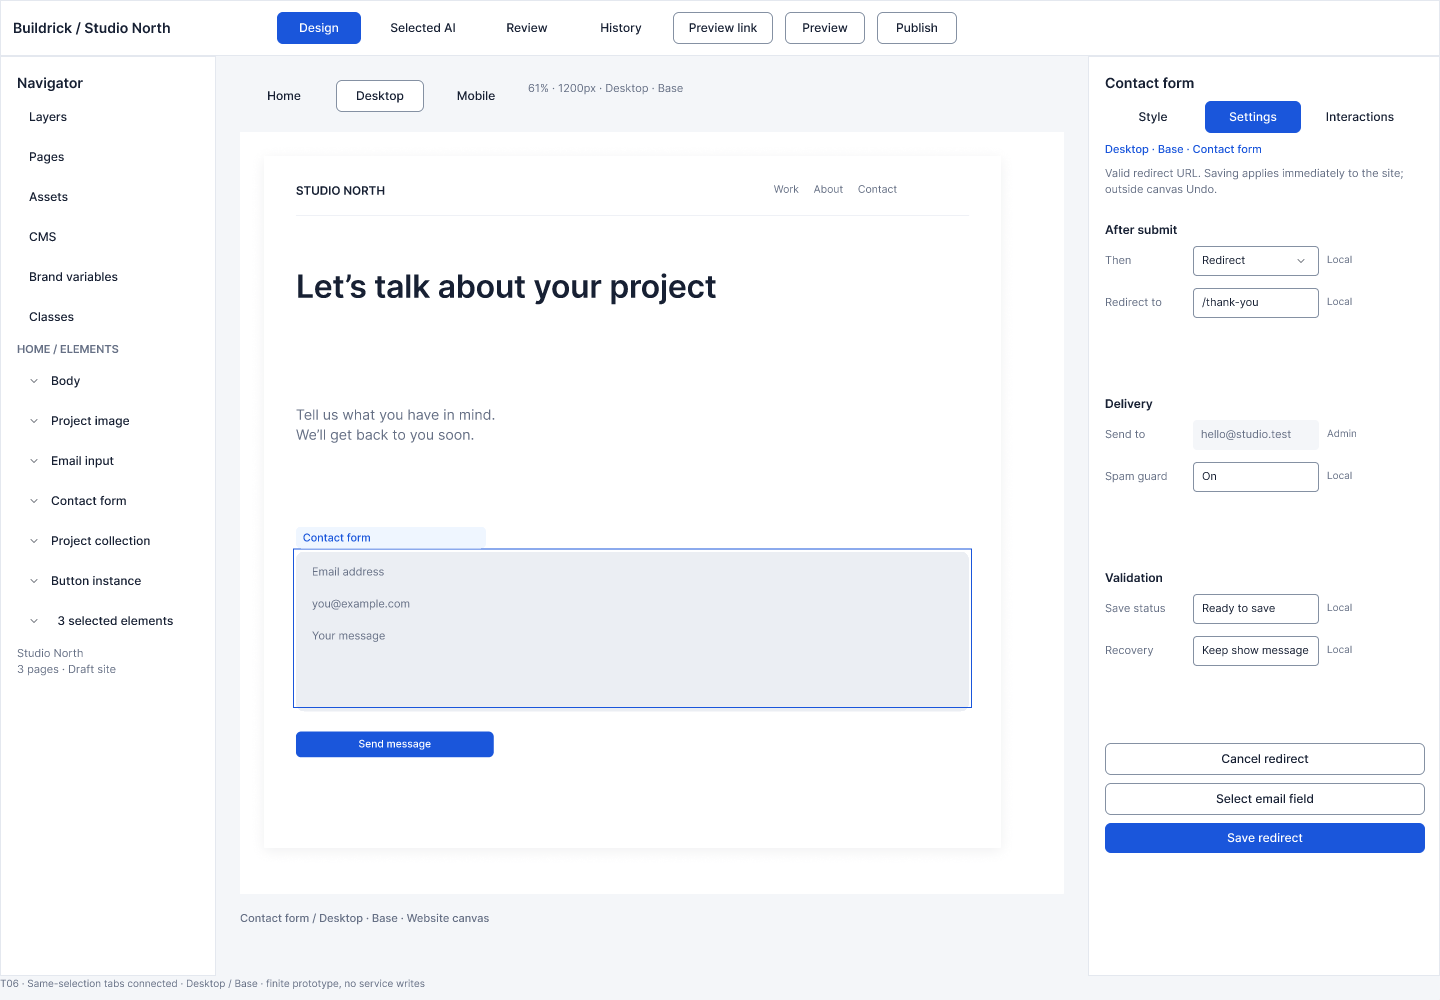 Buildrick / Studio North
Design
Selected AI
Review
History
Preview link
Preview
Publish
Navigator
Layers
Pages
Assets
CMS
Brand variables
Classes
HOME / ELEMENTS
Body
Project image
Email input
Contact form
Project collection
Button instance
3 selected elements
Studio North
3 pages · Draft site
Home
Desktop
Mobile
61% · 1200px · Desktop · Base
STUDIO NORTH
Work
About
Contact
Let’s talk about your project
Tell us what you have in mind.
We’ll get back to you soon.
Contact form
Email address
you@example.com
Your message
Send message
Contact form / Desktop · Base · Website canvas
Contact form
Style
Settings
Interactions
Desktop · Base · Contact form
Valid redirect URL. Saving applies immediately to the site;
outside canvas Undo.
After submit
Then
Redirect
Local
Redirect to
/thank-you
Local
Delivery
Send to
hello@studio.test
Admin
Spam guard
On
Local
Validation
Save status
Ready to save
Local
Recovery
Keep show message
Local
Cancel redirect
Select email field
Save redirect
T06 · Same-selection tabs connected · Desktop / Base · finite prototype, no service writes